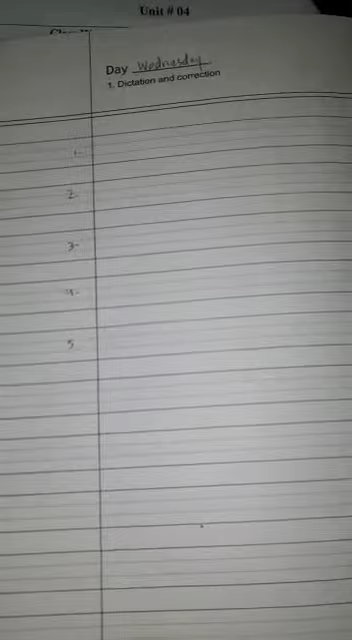 Unit # 04
Day Wednesday
1. Dictation and correction
1-
2-
3-
4-
5